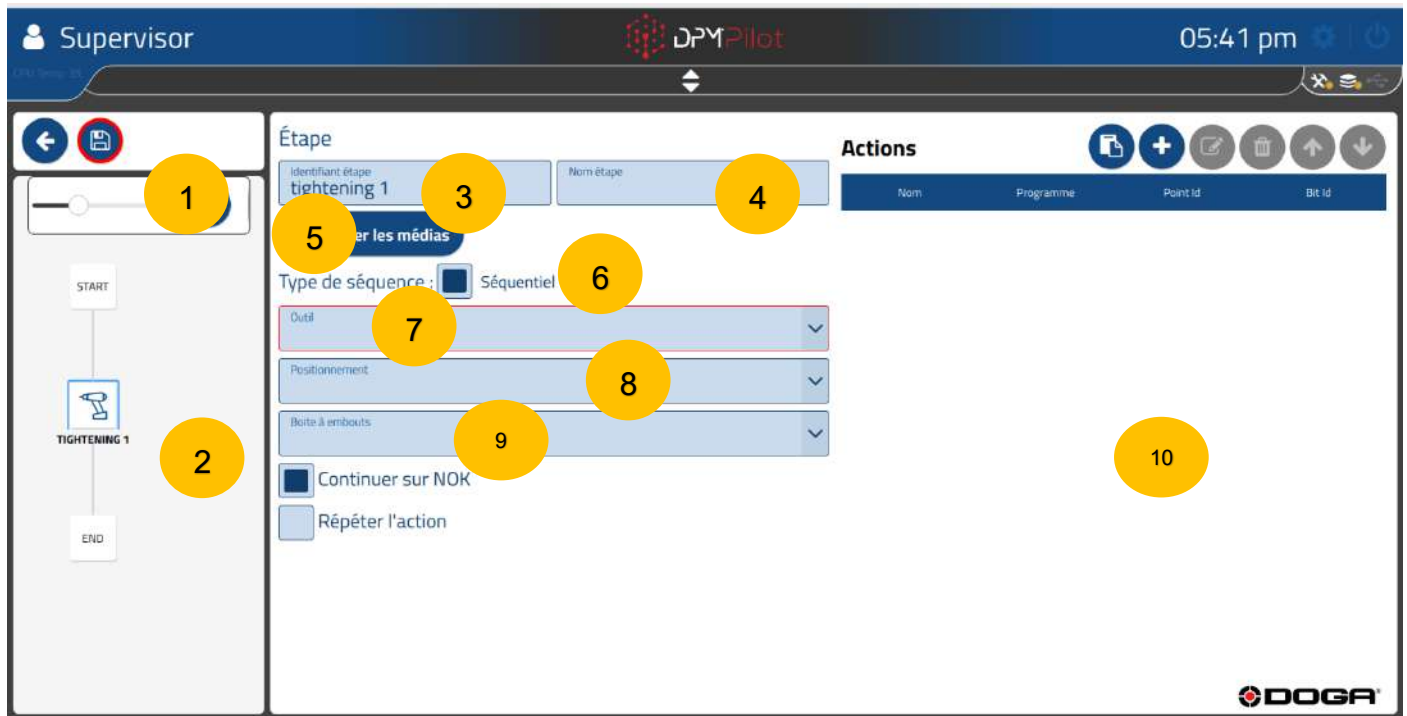 Supervisor
DPMPilot
05:41 pm
Étape
Identifiant étape
tightening 1
Nom étape
er les médias
Type de séquence :
Séquentiel
Outil
Positionnement
Boite à embouts
Continuer sur NOK
Répéter l'action
Actions
Nom Programme Point Id Bit Id
START
TIGHTENING 1
END
1
2
3
4
5
6
7
8
9
10
DOGA